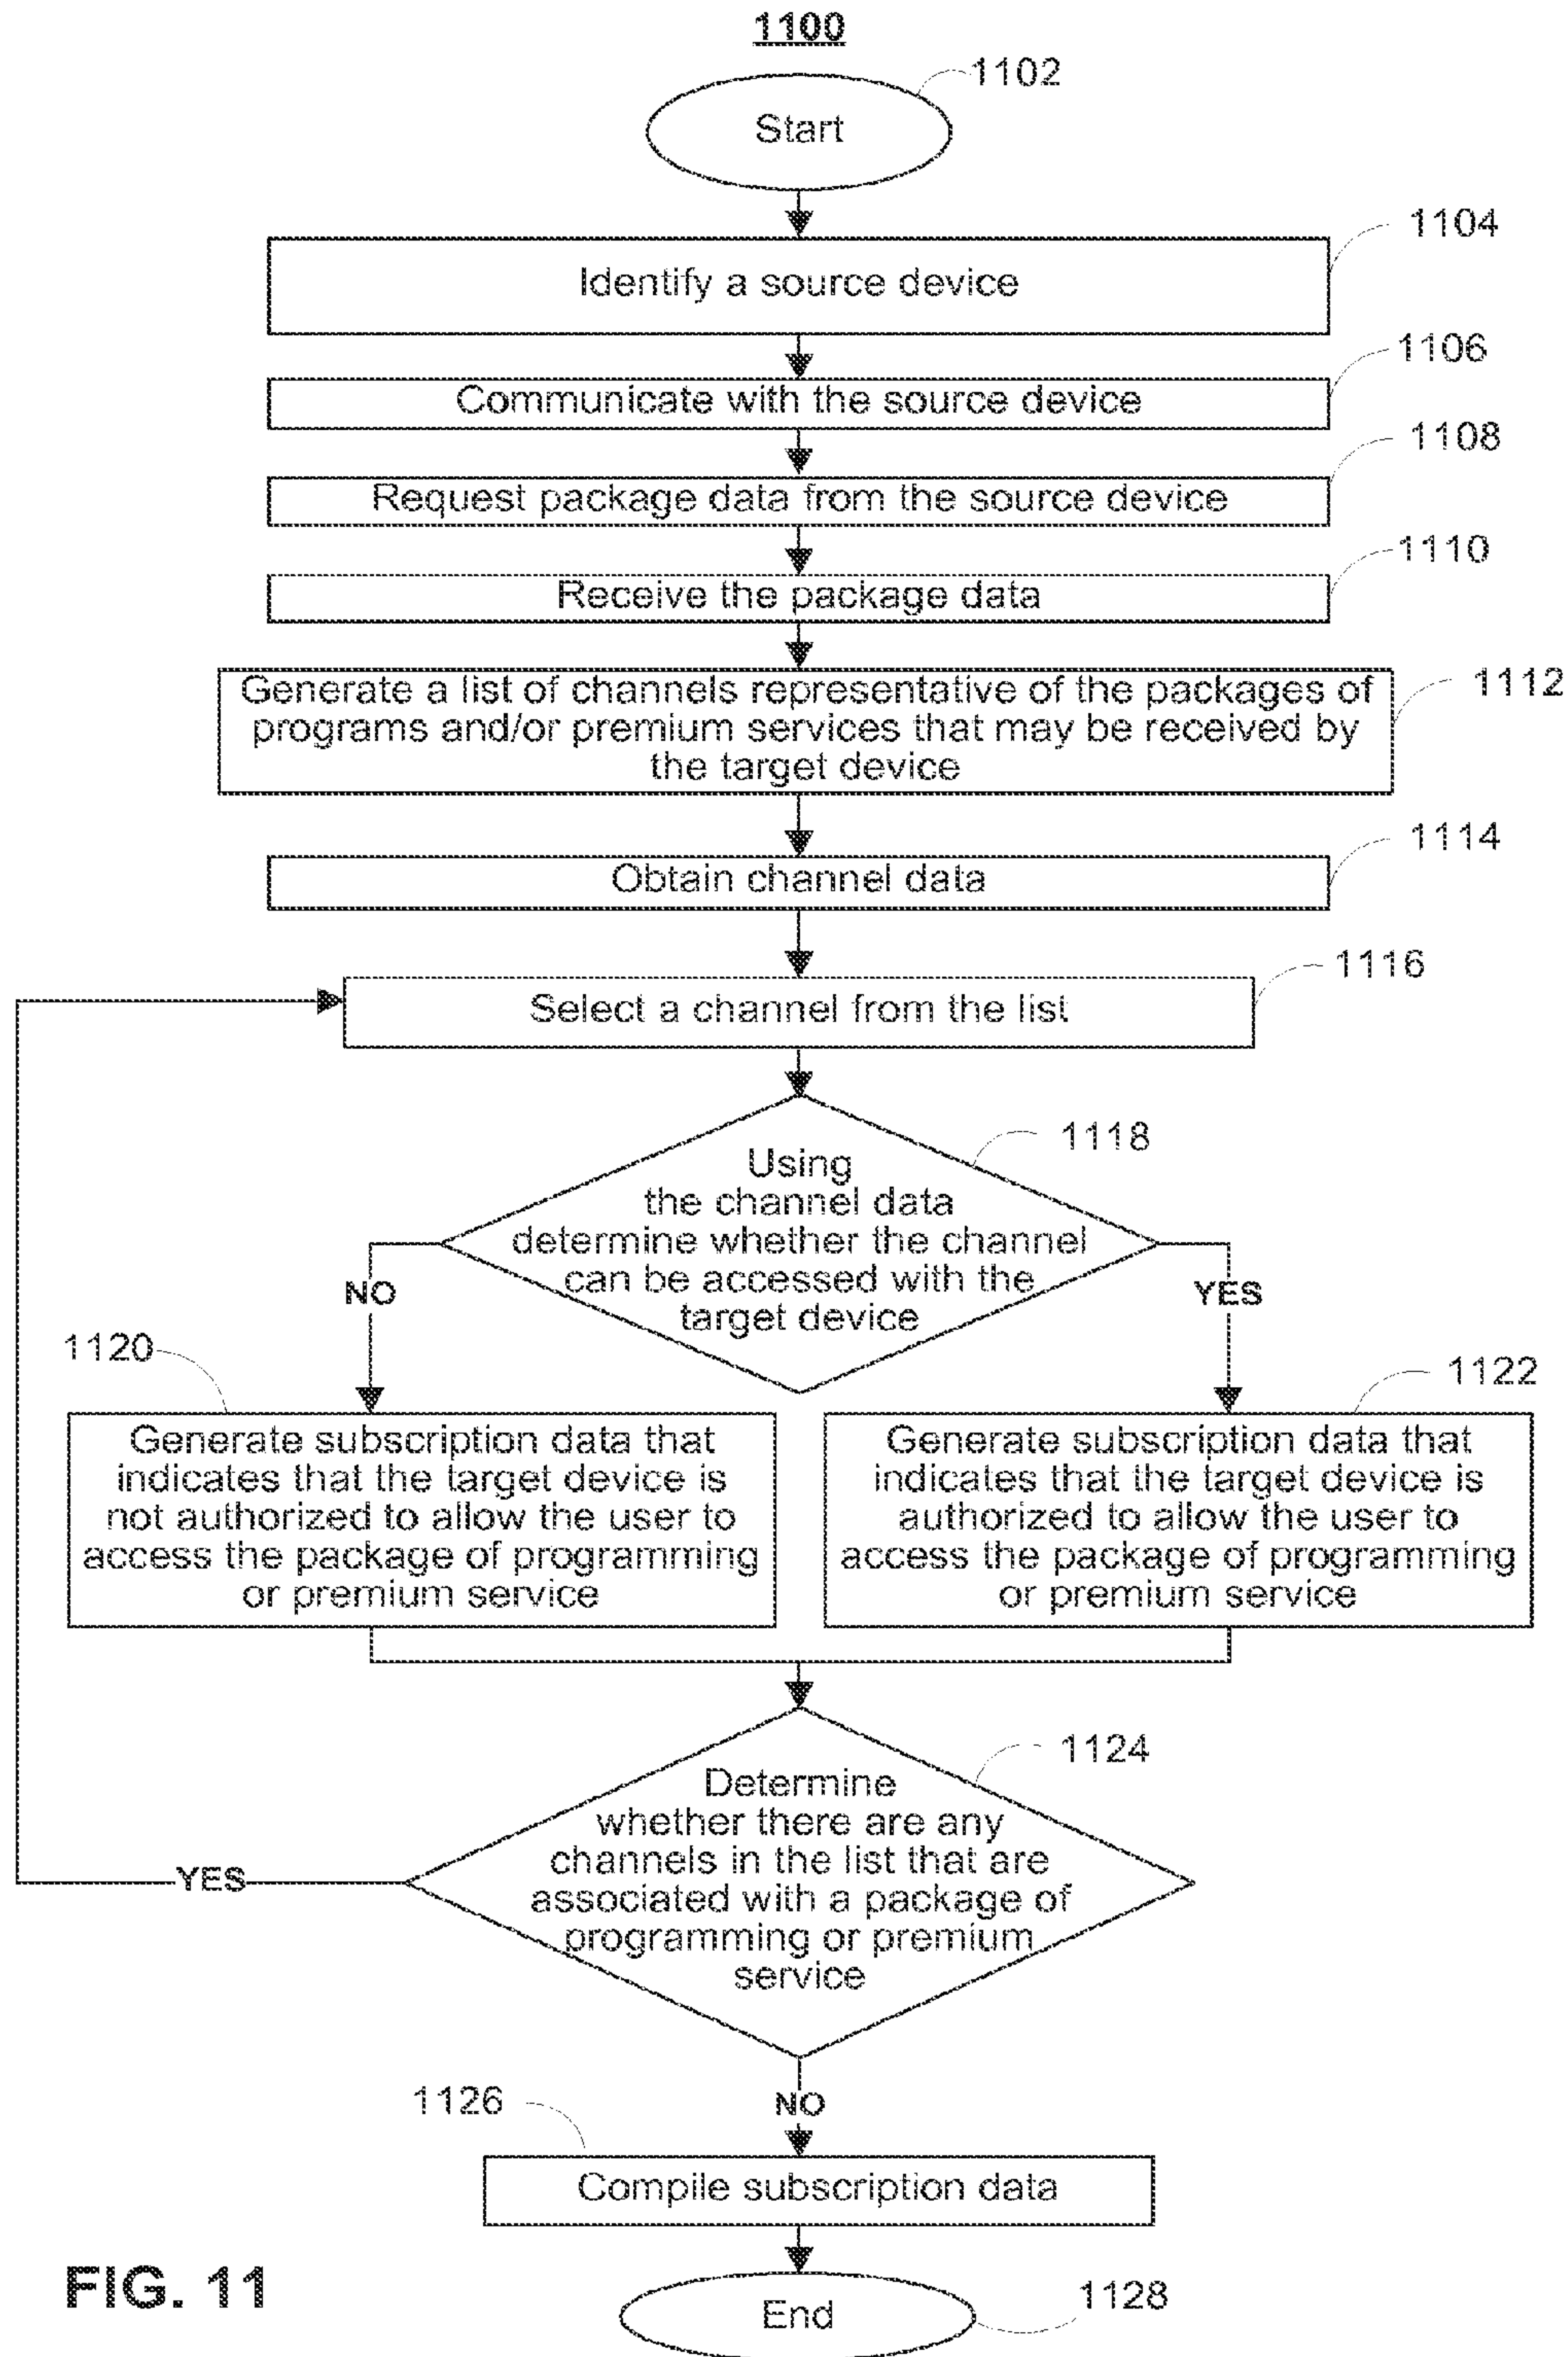 1100
1102
Start
1104
Identify a source device
1106
Communicate with the source device
1108
Request package data from the source device
1110
Receive the package data
1112
Generate a list of channels representative of the packages of
programs and/or premium services that may be received by
the target device
1114
Obtain channel data
1116
Select a channel from the list
1118
Using
the channel data
determine whether the channel
can be accessed with the
target device
NO
YES
1120
Generate subscription data that
indicates that the target device is
not authorized to allow the user to
access the package of programming
or premium service
1122
Generate subscription data that
indicates that the target device is
authorized to allow the user to
access the package of programming
or premium service
1124
Determine
whether there are any
channels in the list that are
associated with a package of
programming or premium
service
YES
NO
1126
Compile subscription data
End
1128
FIG. 11